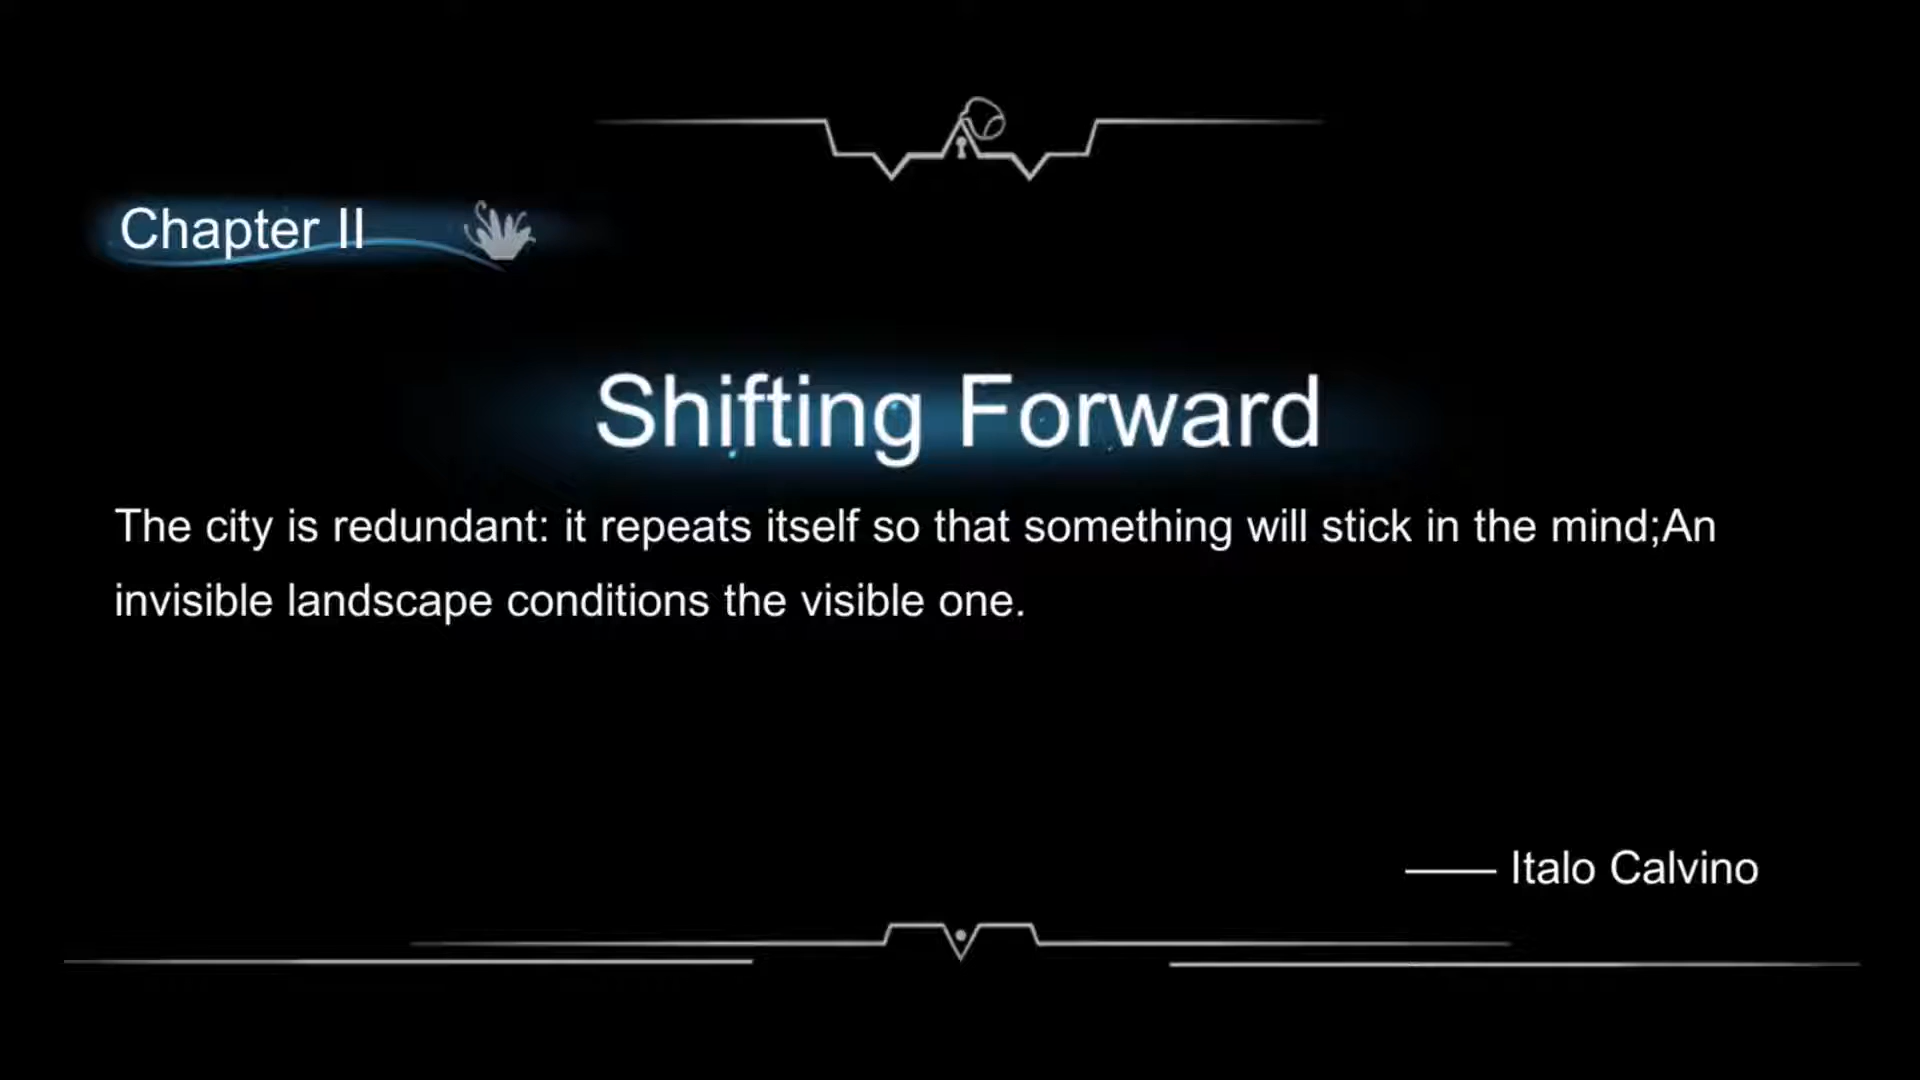 Chapter II
Shifting Forward
The city is redundant: it repeats itself so that something will stick in the mind;An
invisible landscape conditions the visible one.
—— Italo Calvino